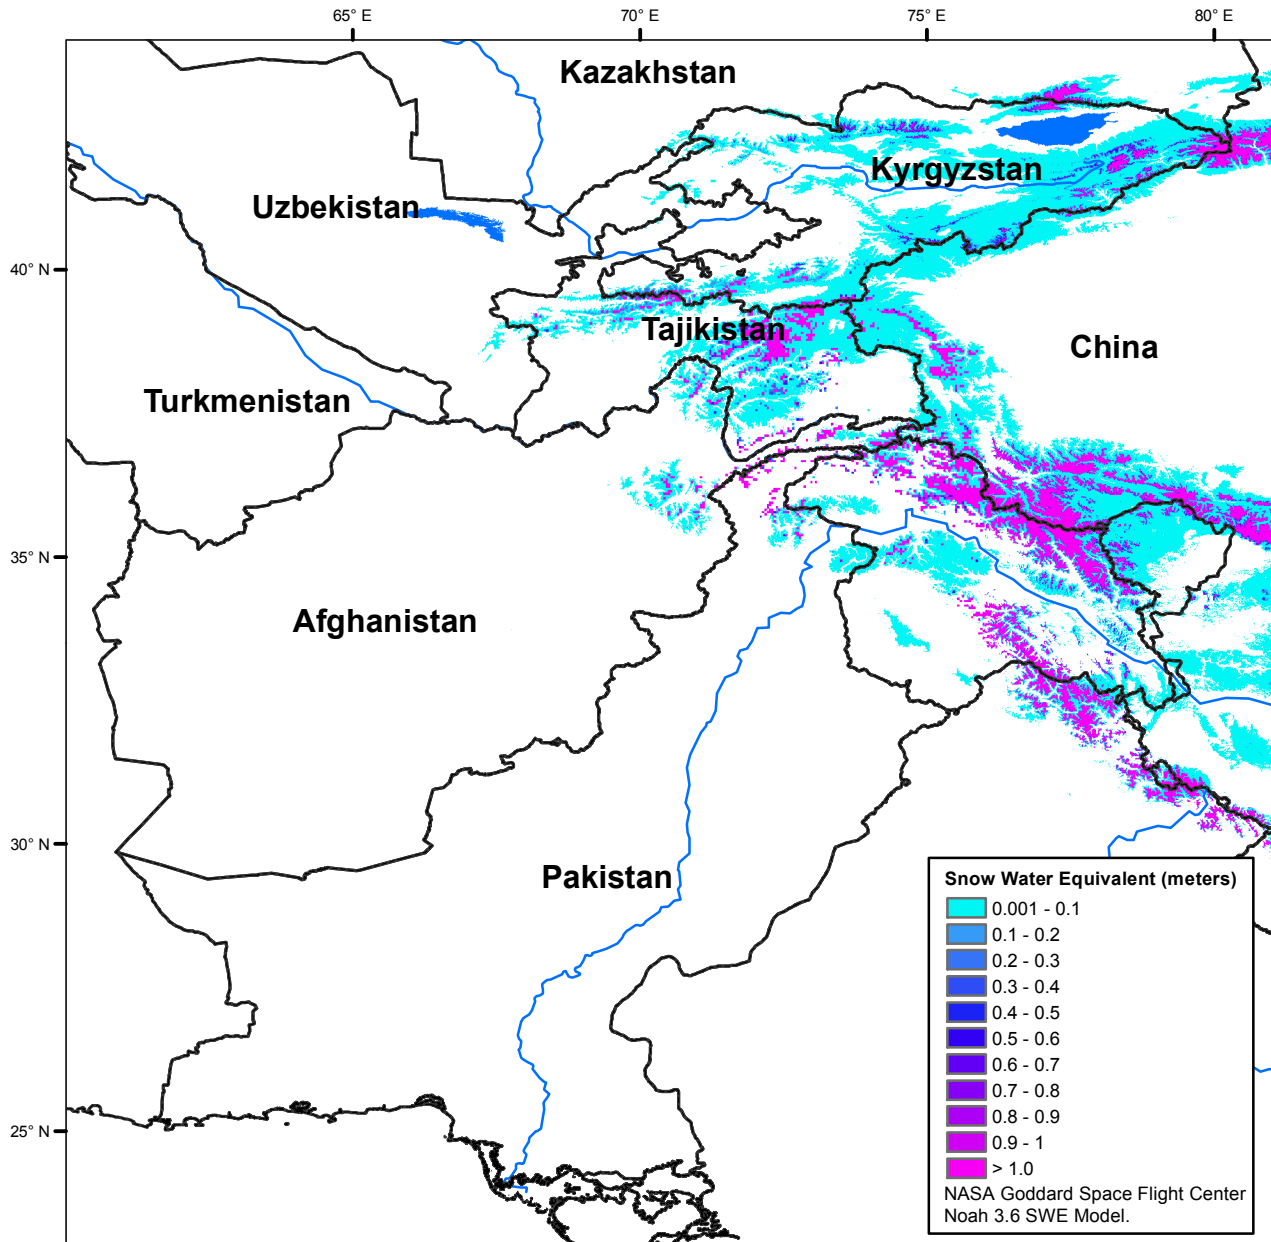 65° E
70° E
75° E
80° E
Kazakhstan
Kyrgyzstan
Uzbekistan
40° N
Tajikistan
China
Turkmenistan
35° N
Afghanistan
30° N
Pakistan
Snow Water Equivalent (meters)
0.001 - 0.1
0.1 - 0.2
0.2 - 0.3
0.3 - 0.4
0.4 - 0.5
0.5 - 0.6
0.6 - 0.7
0.7 - 0.8
0.8 - 0.9
0.9 - 1
> 1.0
25° N
NASA Goddard Space Flight Center
Noah 3.6 SWE Model.